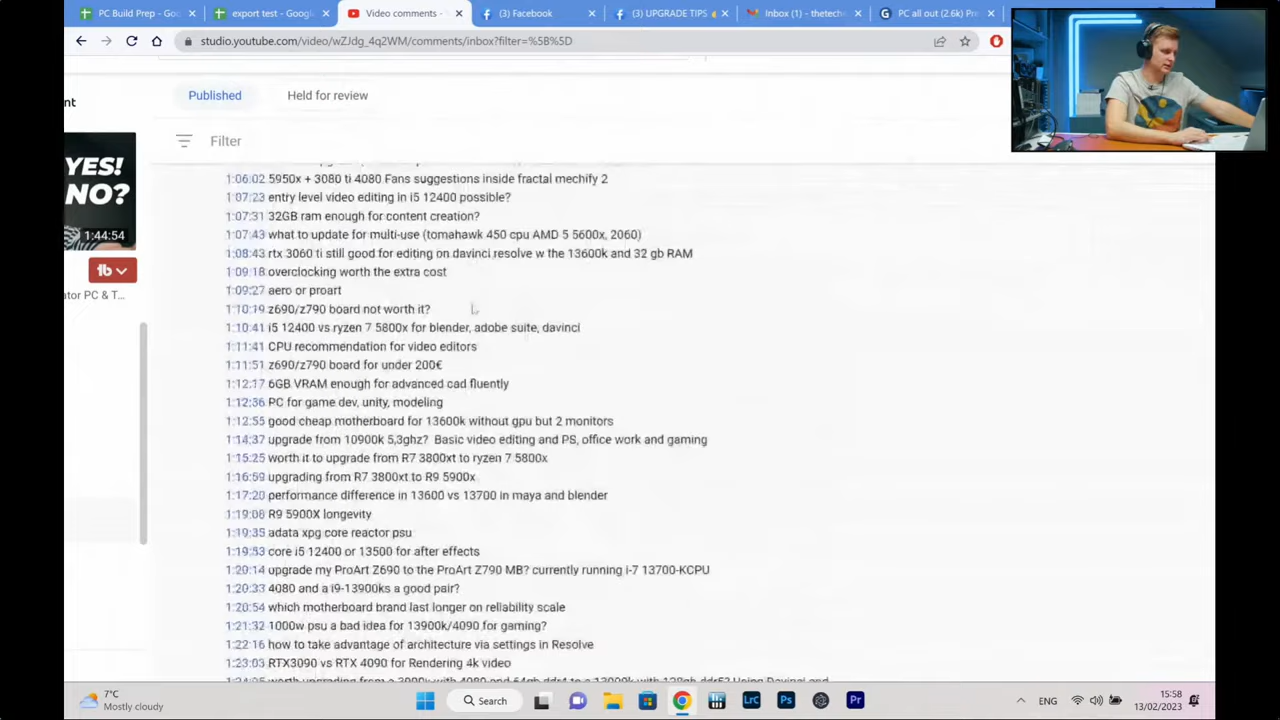 PC Build Prep - Goo
export test - Google
Video comments -
(3) Facebook
(3) UPGRADE TIPS
Inbox (1) - thetechn
PC all out (2.6k) Pr
studio.youtube.com/video/wZJdg_4q2WM/comments/inbox?filter=%5B%5D
nt
Published
Held for review
Filter
YES!
NO?
1:44:54
tb
ntor PC & T...
1:06:02 5950x + 3080 ti 4080 Fans suggestions inside fractal mechify 2
1:07:23 entry level video editing in i5 12400 possible?
1:07:31 32GB ram enough for content creation?
1:07:43 what to update for multi-use (tomahawk 450 cpu AMD 5 5600x, 2060)
1:08:43 rtx 3060 ti still good for editing on davinci resolve w the 13600k and 32 gb RAM
1:09:18 overclocking worth the extra cost
1:09:27 aero or proart
1:10:19 z690/z790 board not worth it?
1:10:41 i5 12400 vs ryzen 7 5800x for blender, adobe suite, davinci
1:11:41 CPU recommendation for video editors
1:11:51 z690/z790 board for under 200€
1:12:17 6GB VRAM enough for advanced cad fluently
1:12:36 PC for game dev, unity, modeling
1:12:55 good cheap motherboard for 13600k without gpu but 2 monitors
1:14:37 upgrade from 10900k 5,3ghz? Basic video editing and PS, office work and gaming
1:15:25 worth it to upgrade from R7 3800xt to ryzen 7 5800x
1:16:59 upgrading from R7 3800xt to R9 5900x
1:17:20 performance difference in 13600 vs 13700 in maya and blender
1:19:08 R9 5900X longevity
1:19:35 adata xpg core reactor psu
1:19:53 core i5 12400 or 13500 for after effects
1:20:14 upgrade my ProArt Z690 to the ProArt Z790 MB? currently running i-7 13700-KCPU
1:20:33 4080 and a i9-13900ks a good pair?
1:20:54 which motherboard brand last longer on reliability scale
1:21:32 1000w psu a bad idea for 13900k/4090 for gaming?
1:22:16 how to take advantage of architecture via settings in Resolve
1:23:03 RTX3090 vs RTX 4090 for Rendering 4k video
7°C
Mostly cloudy
Search
LrC
Ps
Pr
ENG
15:58
13/02/2023